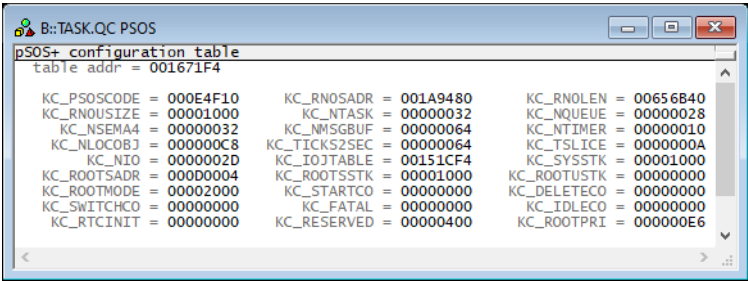 B::TASK.QC PSOS
pSOS+ configuration table
table addr = 001671F4
KC_PSOSCODE = 000E4F10 KC_RNOSADR = 001A9480 KC_RNOLEN = 00656B40
KC_RNOUSIZE = 00001000 KC_NTASK = 00000032 KC_NQUEUE = 00000028
KC_NSEMA4 = 00000032 KC_NMSGBUF = 00000064 KC_NTIMER = 00000010
KC_NLOCOBJ = 000000C8 KC_TICKS2SEC = 00000064 KC_TSLICE = 0000000A
KC_NIO = 0000002D KC_IOJTABLE = 00151CF4 KC_SYSSTK = 00001000
KC_ROOTSADR = 000D0004 KC_ROOTSSTK = 00001000 KC_ROOTUSTK = 00000000
KC_ROOTMODE = 00002000 KC_STARTCO = 00000000 KC_DELETECO = 00000000
KC_SWITCHCO = 00000000 KC_FATAL = 00000000 KC_IDLECO = 00000000
KC_RTCINIT = 00000000 KC_RESERVED = 00000400 KC_ROOTPRI = 000000E6